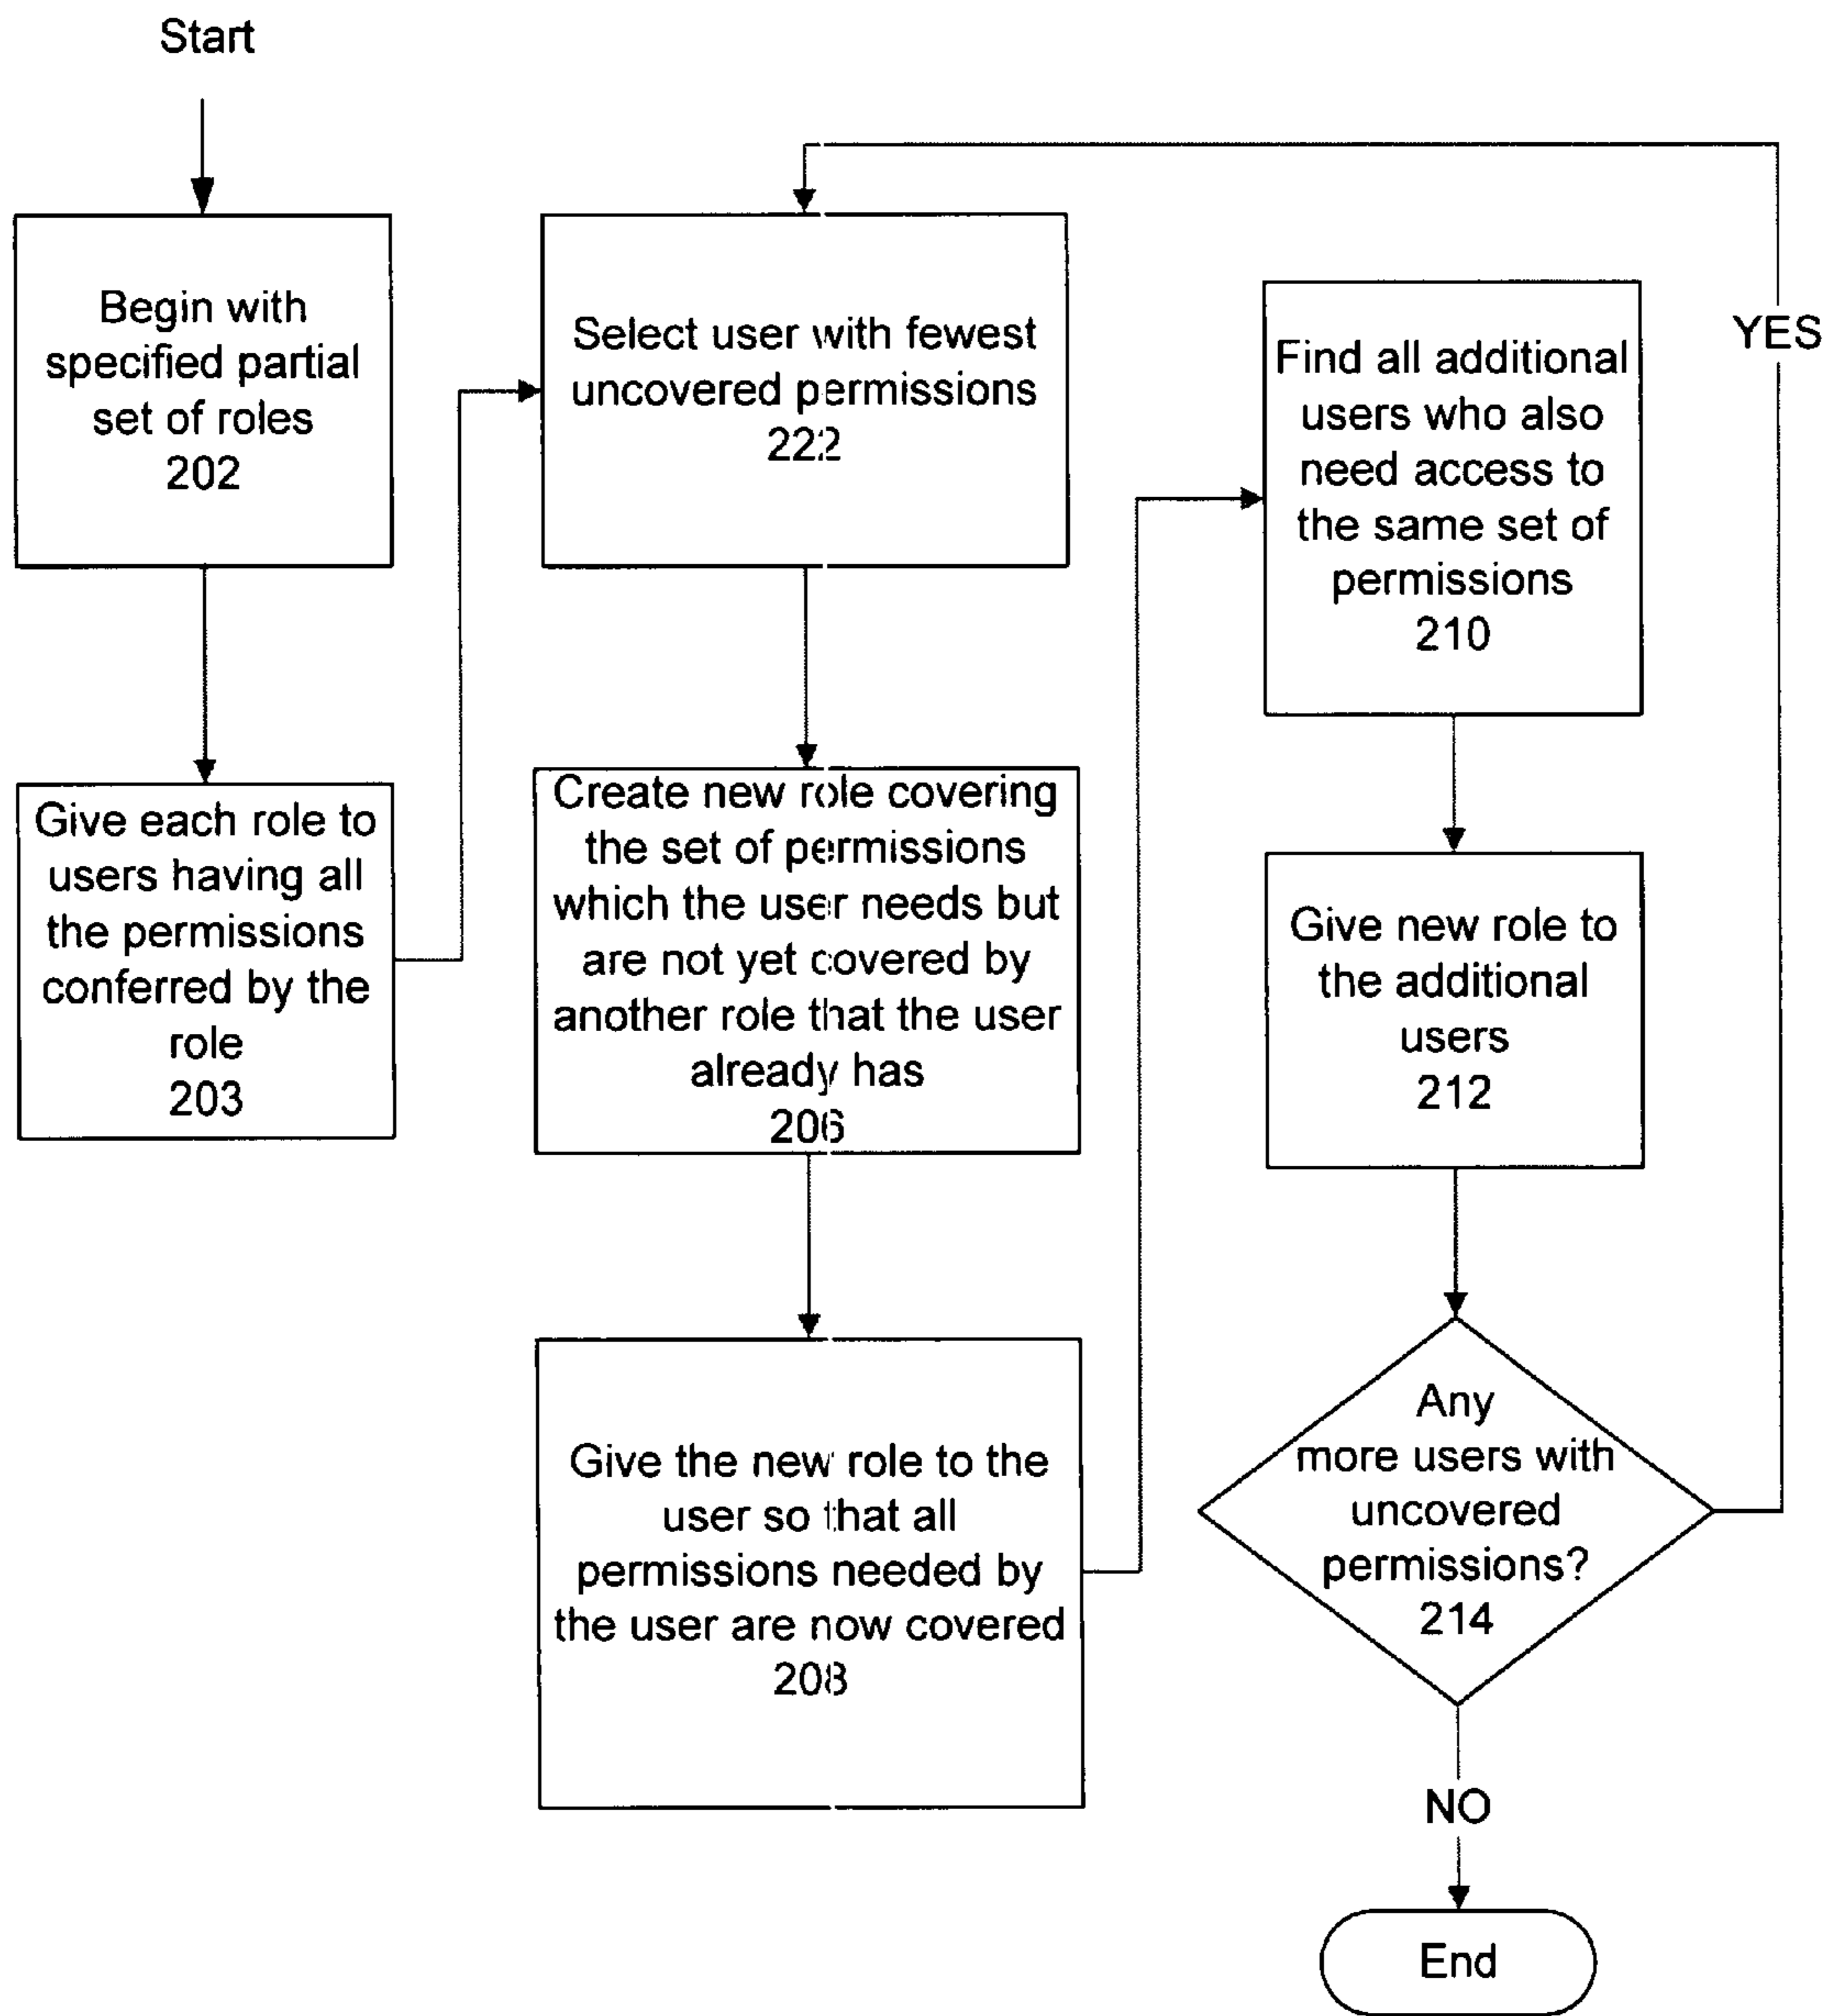 Start
Begin with
specified partial
set of roles
202
Give each role to
users having all
the permissions
conferred by the
role
203
Select user with fewest
uncovered permissions
222
Create new role covering
the set of permissions
which the user needs but
are not yet covered by
another role that the user
already has
206
Give the new role to the
user so that all
permissions needed by
the user are now covered
208
Find all additional
users who also
need access to
the same set of
permissions
210
Give new role to
the additional
users
212
Any
more users with
uncovered
permissions?
214
YES
NO
End